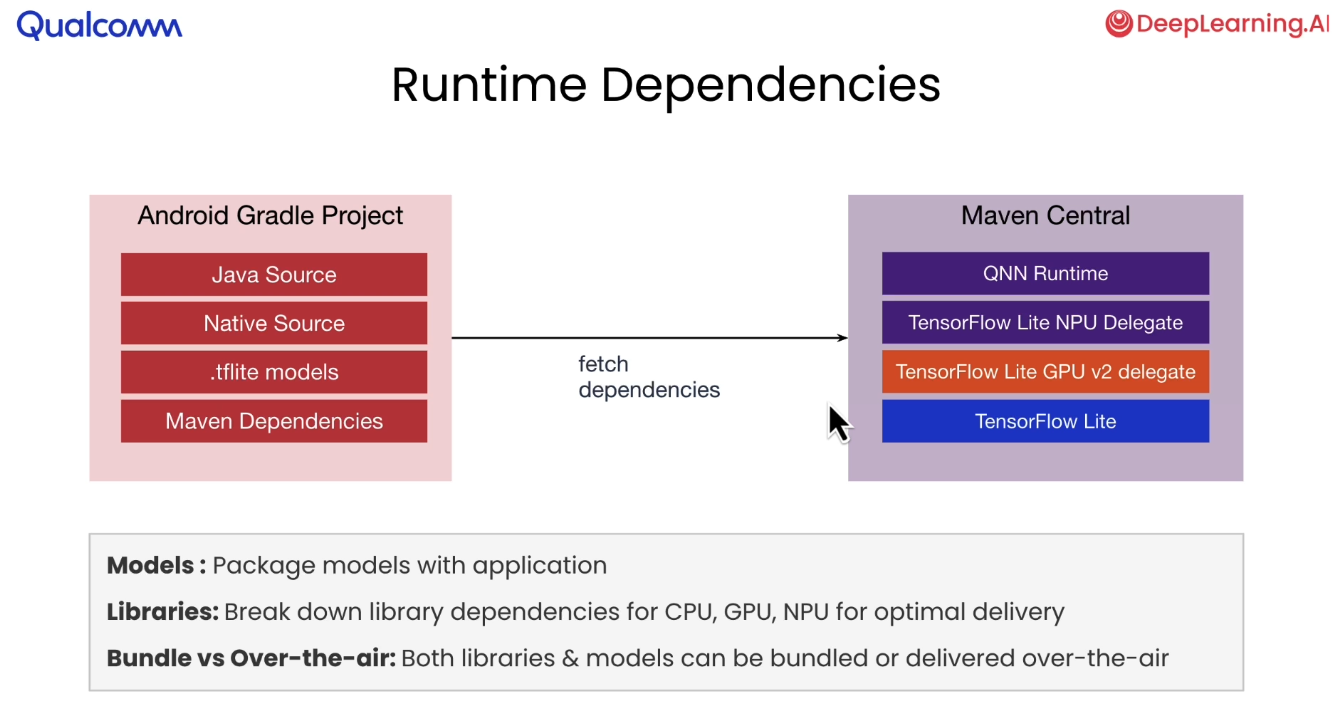 Qualcomm
DeepLearning.AI
Runtime Dependencies
Android Gradle Project
Java Source
Native Source
.tflite models
Maven Dependencies
fetch
dependencies
Maven Central
QNN Runtime
TensorFlow Lite NPU Delegate
TensorFlow Lite GPU v2 delegate
TensorFlow Lite
Models : Package models with application
Libraries: Break down library dependencies for CPU, GPU, NPU for optimal delivery
Bundle vs Over-the-air: Both libraries & models can be bundled or delivered over-the-air